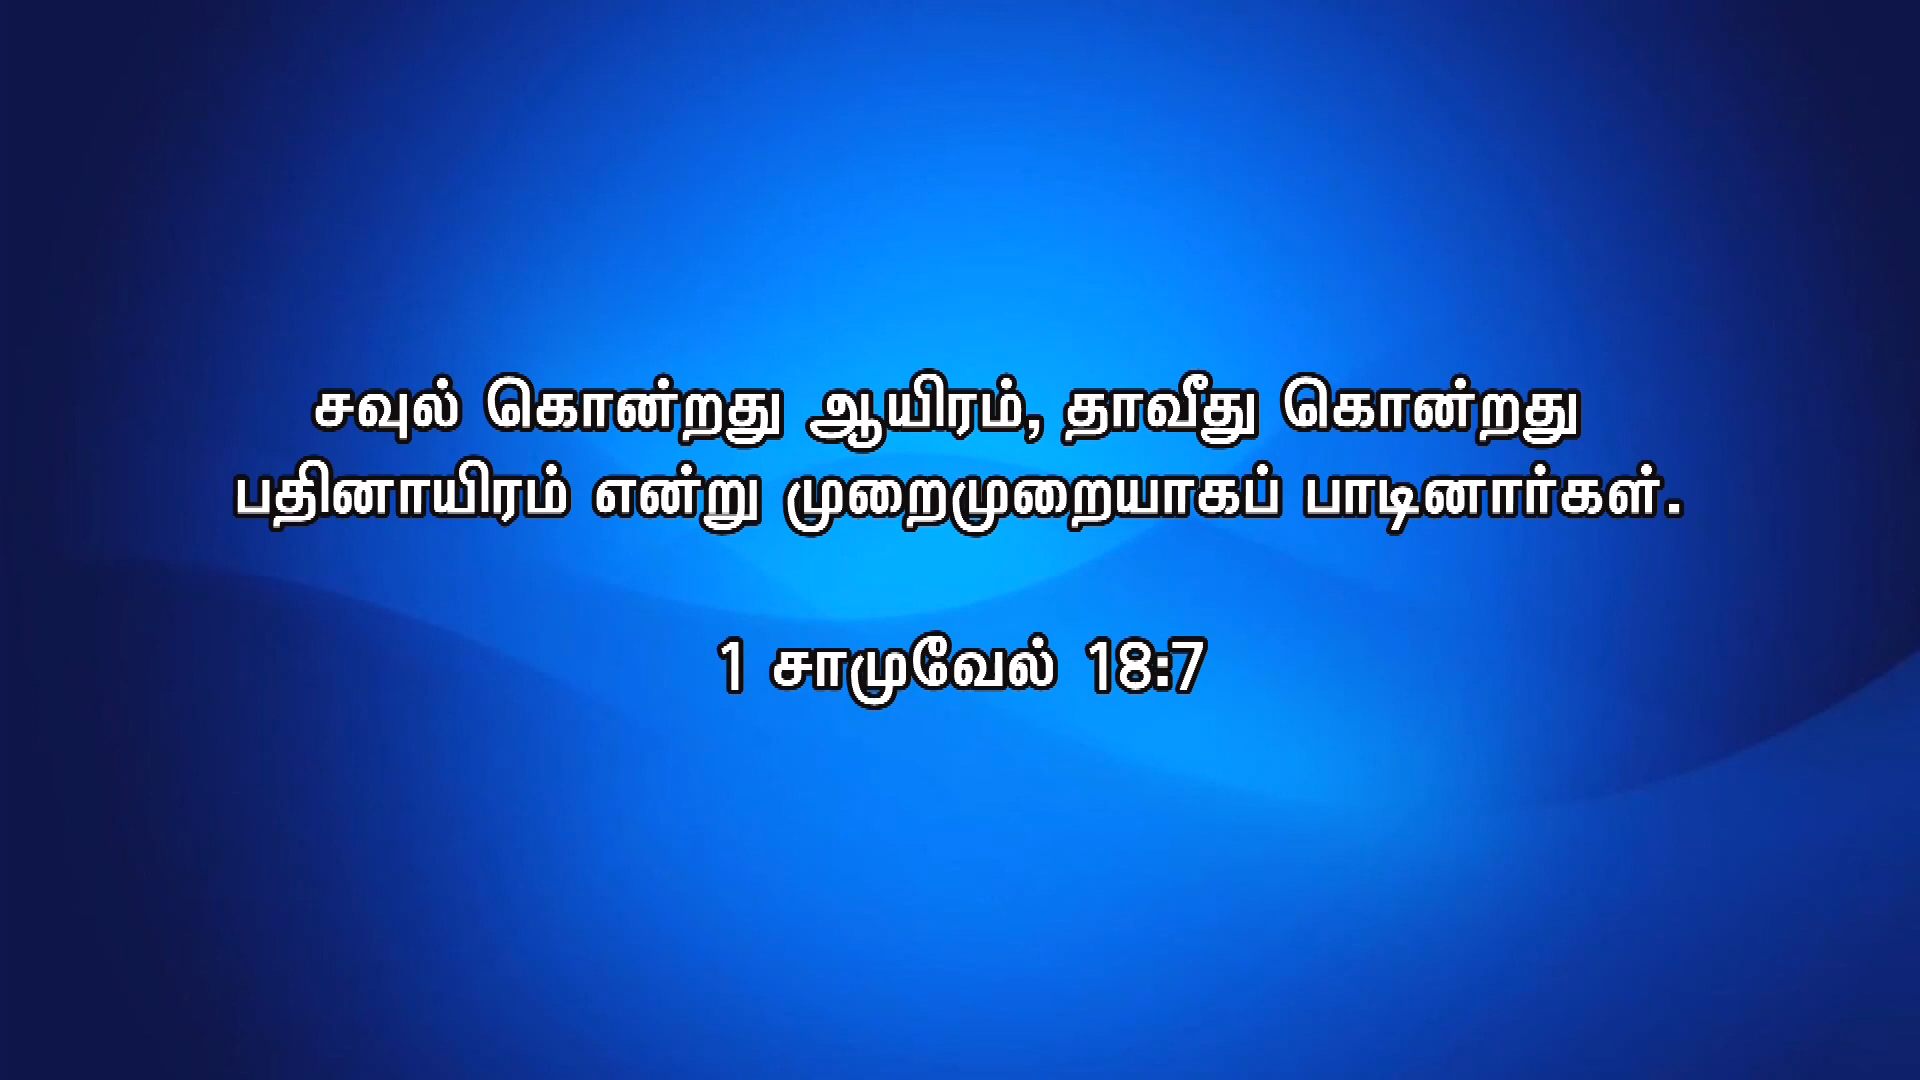 சவுல் கொன்றது ஆயிரம், தாவீது கொன்றது
பதினாயிரம் என்று முறைமுறையாகப் பாடினார்கள்.
1 சாமுவேல் 18:7